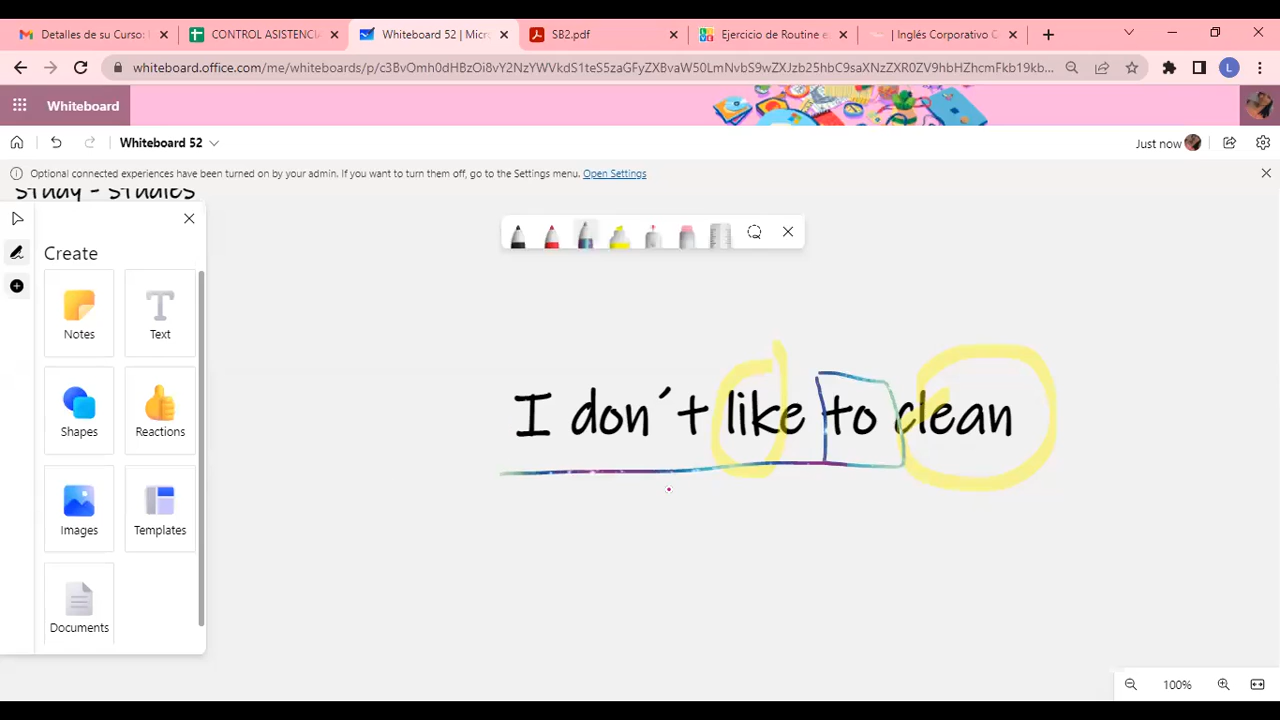 Detalles de su Curso: CONTROL ASISTENCIA Whiteboard 52 | Micr SB2.pdf Ejercicio de Routine e | Inglés Corporativo
whiteboard.office.com/me/whiteboards/p/
Whiteboard
Whiteboard 52
Just now
Optional connected experiences have been turned on by your admin. If you want to turn them off, go to the Settings menu. Open Settings
study - studies
Create
Notes Text
I don´t like to clean
Shapes Reactions
Images Templates
Documents
100%